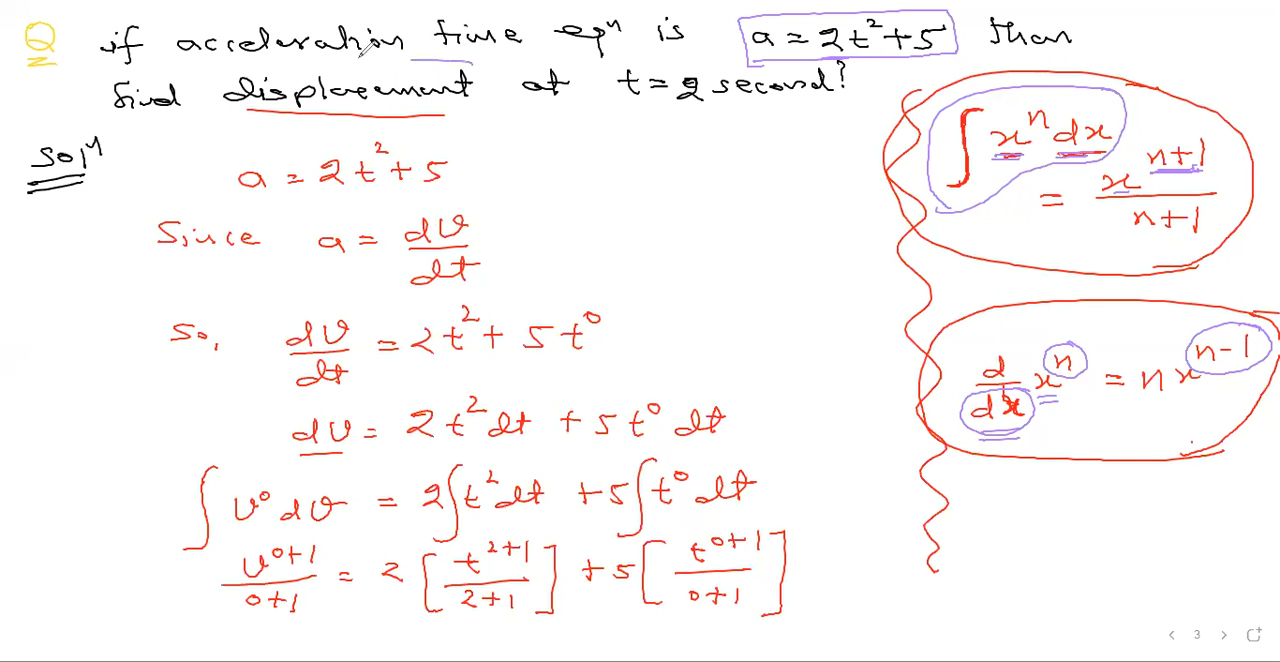 Q if acceleration time eqⁿ is a = 2t² + 5 than
find displacement at t = 2 second?
Solⁿ
a = 2t² + 5
Since a = dv/dt
So, dv/dt = 2t² + 5t⁰
dv = 2t² dt + 5t⁰ dt
∫ v⁰ dv = 2∫t² dt + 5∫t⁰ dt
v⁰⁺¹/0+1 = 2[t²⁺¹/2+1] + 5[t⁰⁺¹/0+1]
∫ xⁿ dx
= xⁿ⁺¹/n+1
d/dx xⁿ = n xⁿ⁻¹
< 3 >